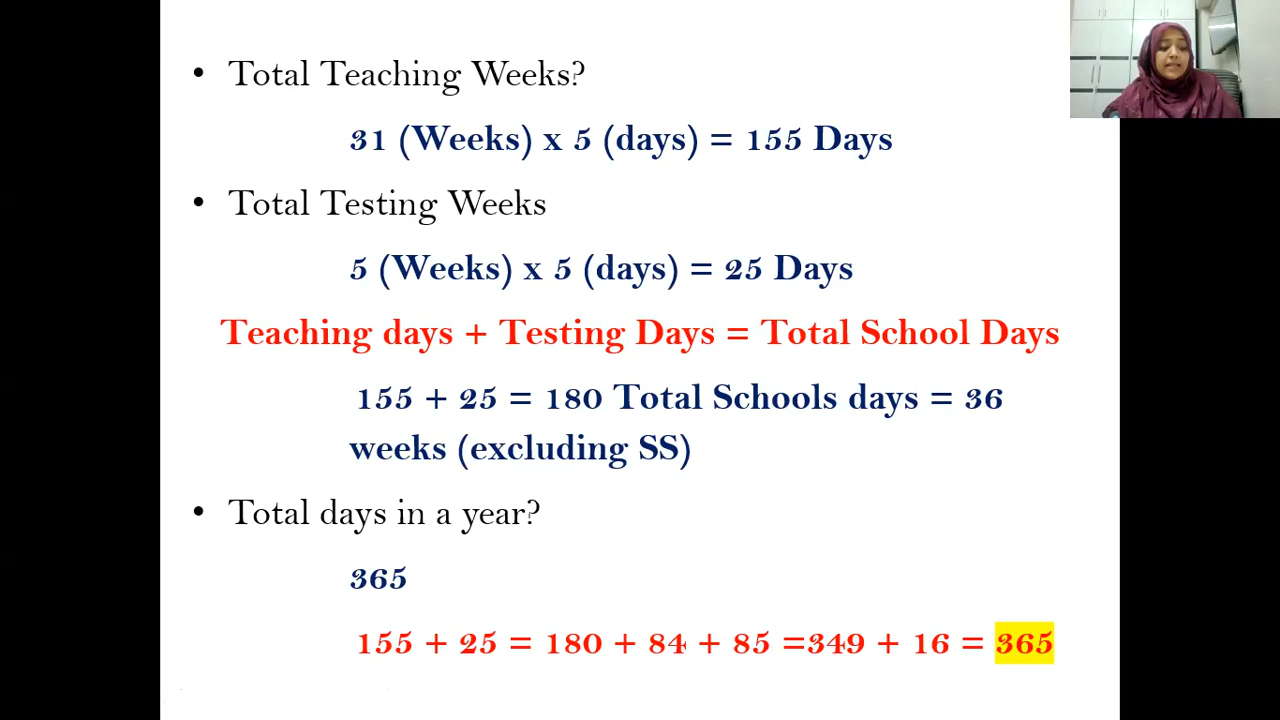 • Total Teaching Weeks?
31 (Weeks) x 5 (days) = 155 Days
• Total Testing Weeks
5 (Weeks) x 5 (days) = 25 Days
Teaching days + Testing Days = Total School Days
155 + 25 = 180 Total Schools days = 36
weeks (excluding SS)
• Total days in a year?
365
155 + 25 = 180 + 84 + 85 =349 + 16 = 365